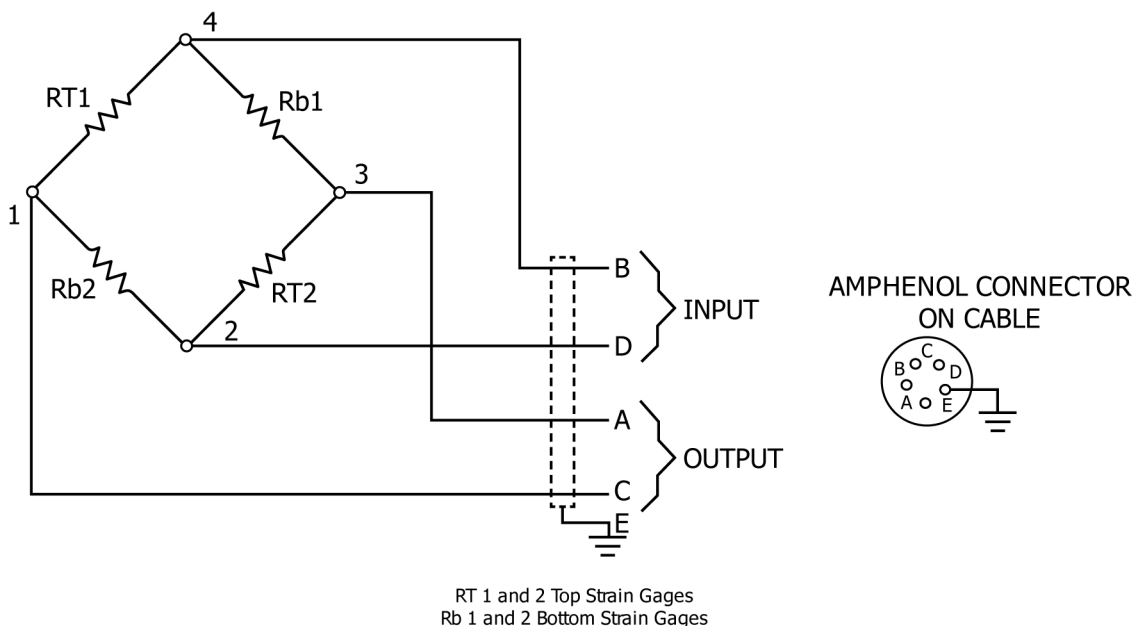 4
RT1
Rb1
3
1
Rb2
RT2
2
B
INPUT
D
A
OUTPUT
C
E
AMPHENOL CONNECTOR
ON CABLE
C
B
D
A
E
RT 1 and 2 Top Strain Gages
Rb 1 and 2 Bottom Strain Gages